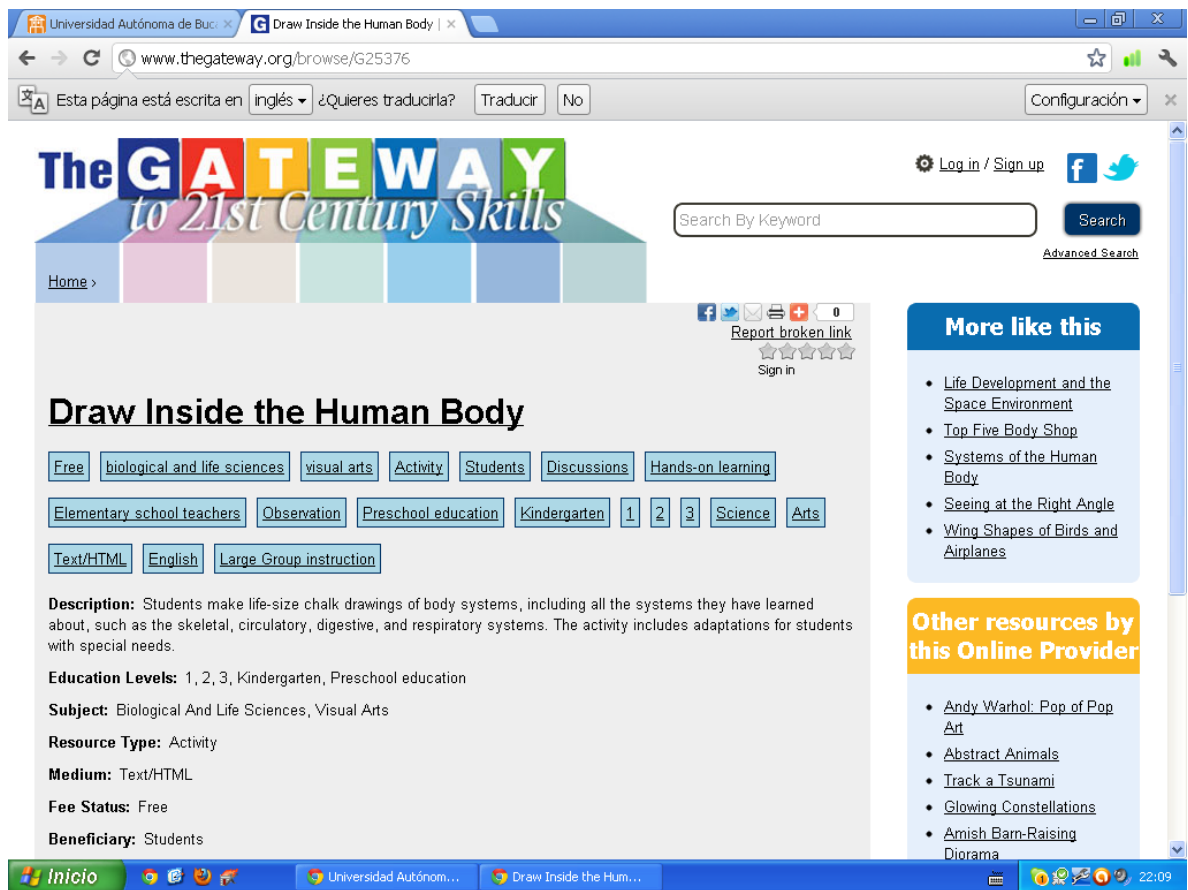 Universidad Autónoma de Buca
Draw Inside the Human Body |
www.thegateway.org/browse/G25376
Esta página está escrita en inglés ¿Quieres traducirla? Traducir No Configuración
The GATEWAY
to 21st Century Skills
Log in / Sign up
Search By Keyword Search
Advanced Search
Home ›
0
Report broken link
Sign in
Draw Inside the Human Body
Free biological and life sciences visual arts Activity Students Discussions Hands-on learning
Elementary school teachers Observation Preschool education Kindergarten 1 2 3 Science Arts
Text/HTML English Large Group instruction
Description: Students make life-size chalk drawings of body systems, including all the systems they have learned
about, such as the skeletal, circulatory, digestive, and respiratory systems. The activity includes adaptations for students
with special needs.
Education Levels: 1, 2, 3, Kindergarten, Preschool education
Subject: Biological And Life Sciences, Visual Arts
Resource Type: Activity
Medium: Text/HTML
Fee Status: Free
Beneficiary: Students
More like this
Life Development and the
Space Environment
Top Five Body Shop
Systems of the Human
Body
Seeing at the Right Angle
Wing Shapes of Birds and
Airplanes
Other resources by
this Online Provider
Andy Warhol: Pop of Pop
Art
Abstract Animals
Track a Tsunami
Glowing Constellations
Amish Barn-Raising
Diorama
Inicio Universidad Autónom... Draw Inside the Hum... 22:09